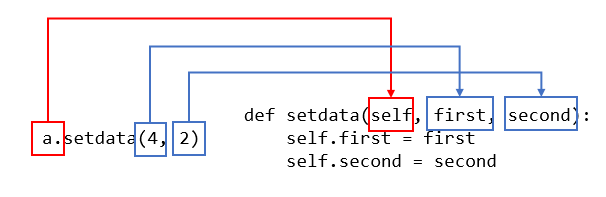 a.setdata(4, 2)
def setdata(self, first, second):
self.first = first
self.second = second